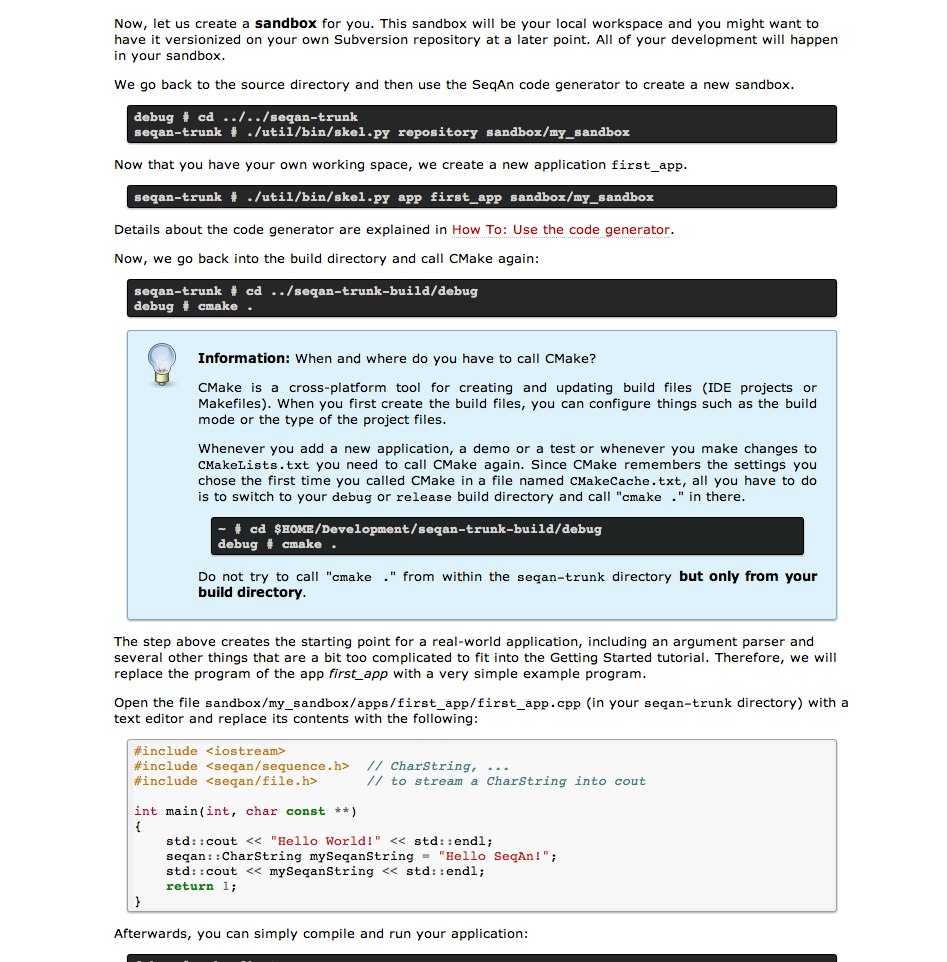 Now, let us create a sandbox for you. This sandbox will be your local workspace and you might want to
have it versionized on your own Subversion repository at a later point. All of your development will happen
in your sandbox.
We go back to the source directory and then use the SeqAn code generator to create a new sandbox.
debug # cd ../../seqan-trunk
seqan-trunk # ./util/bin/skel.py repository sandbox/my_sandbox
Now that you have your own working space, we create a new application first_app.
seqan-trunk # ./util/bin/skel.py app first_app sandbox/my_sandbox
Details about the code generator are explained in How To: Use the code generator.
Now, we go back into the build directory and call CMake again:
seqan-trunk # cd ../seqan-trunk-build/debug
debug # cmake .
Information: When and where do you have to call CMake?
CMake is a cross-platform tool for creating and updating build files (IDE projects or
Makefiles). When you first create the build files, you can configure things such as the build
mode or the type of the project files.
Whenever you add a new application, a demo or a test or whenever you make changes to
CMakeLists.txt you need to call CMake again. Since CMake remembers the settings you
chose the first time you called CMake in a file named CMakeCache.txt, all you have to do
is to switch to your debug or release build directory and call "cmake ." in there.
~ # cd $HOME/Development/seqan-trunk-build/debug
debug # cmake .
Do not try to call "cmake ." from within the seqan-trunk directory but only from your
build directory.
The step above creates the starting point for a real-world application, including an argument parser and
several other things that are a bit too complicated to fit into the Getting Started tutorial. Therefore, we will
replace the program of the app first_app with a very simple example program.
Open the file sandbox/my_sandbox/apps/first_app/first_app.cpp (in your seqan-trunk directory) with a
text editor and replace its contents with the following:
#include <iostream>
#include <seqan/sequence.h>  // CharString, ...
#include <seqan/file.h>      // to stream a CharString into cout
int main(int, char const **)
{
    std::cout << "Hello World!" << std::endl;
    seqan::CharString mySeqanString = "Hello SeqAn!";
    std::cout << mySeqanString << std::endl;
    return 1;
}
Afterwards, you can simply compile and run your application: